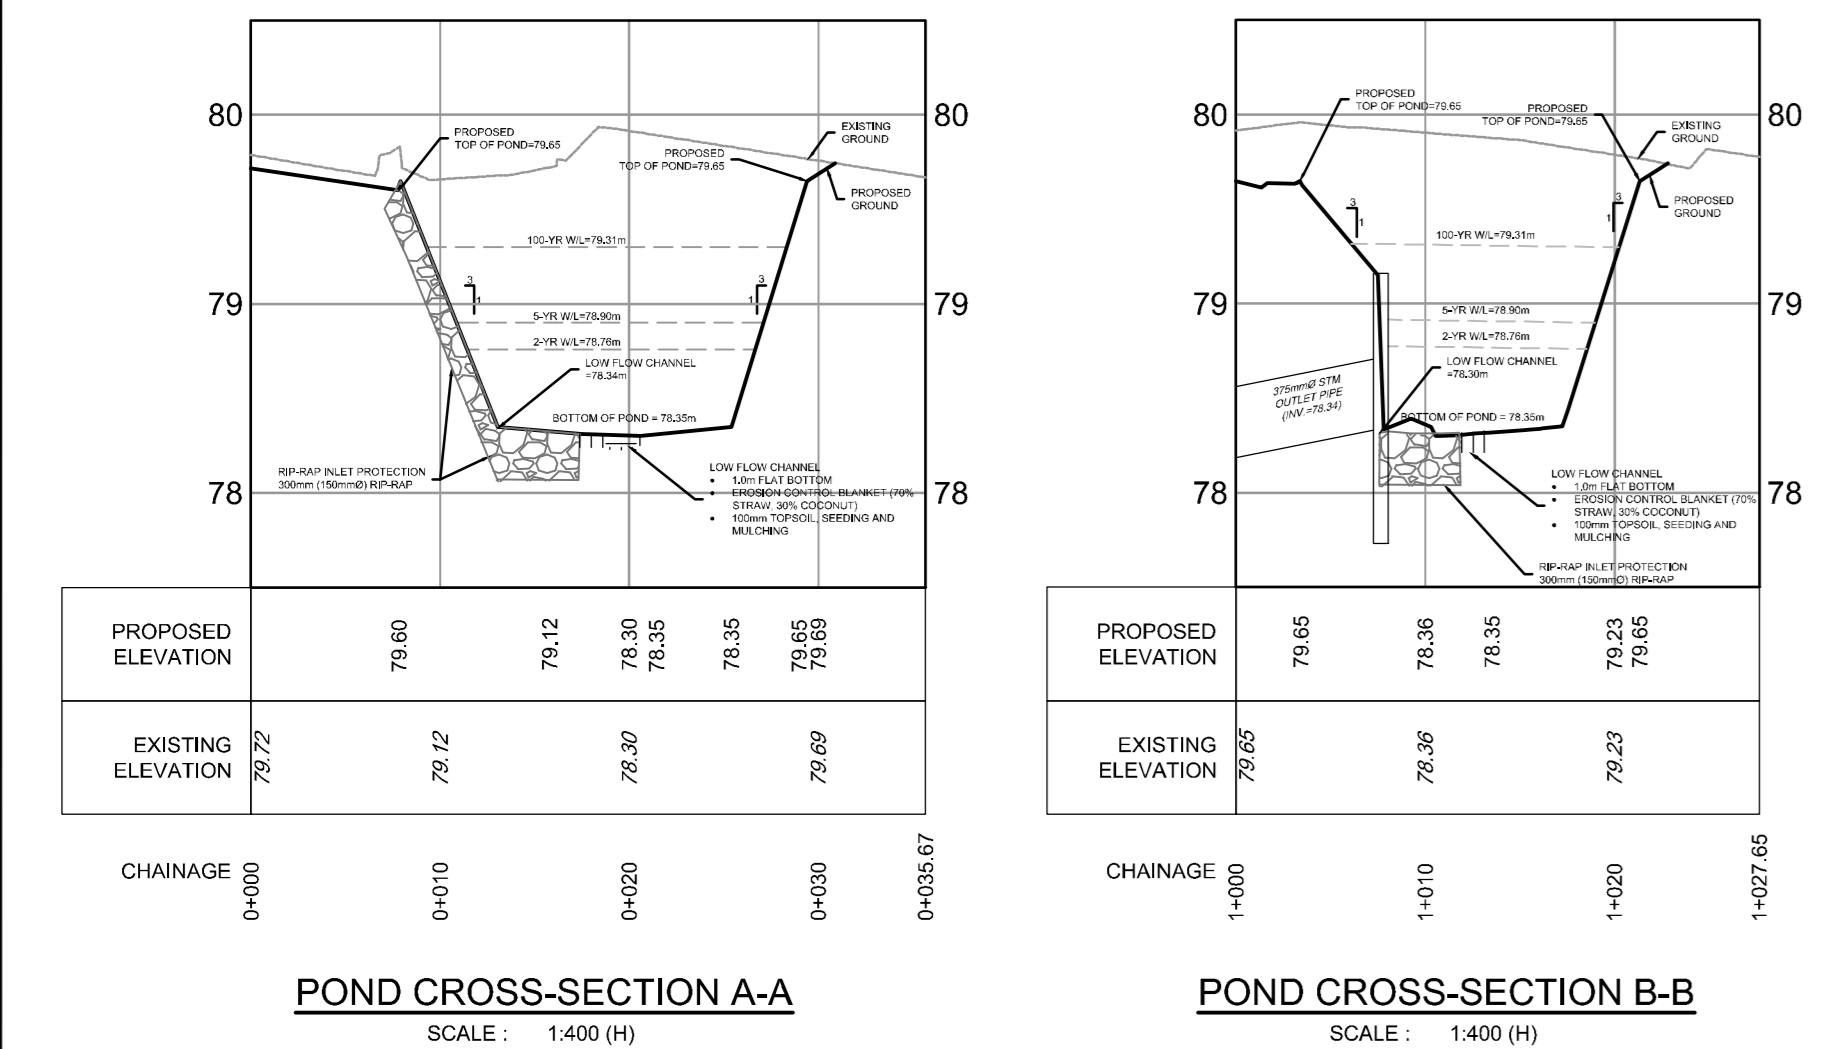 80
80
PROPOSED
TOP OF POND=79.65
PROPOSED
TOP OF POND=79.65
EXISTING
GROUND
PROPOSED
GROUND
100-YR W/L=79.31m
3
1
3
1
79
79
5-YR W/L=78.90m
2-YR W/L=78.76m
LOW FLOW CHANNEL
=78.34m
BOTTOM OF POND = 78.35m
RIP-RAP INLET PROTECTION
300mm (150mmØ) RIP-RAP
LOW FLOW CHANNEL
• 1.0m FLAT BOTTOM
• EROSION CONTROL BLANKET (70%
STRAW, 30% COCONUT)
• 100mm TOPSOIL, SEEDING AND
MULCHING
78
78
PROPOSED
ELEVATION
79.60
79.12
78.30
78.35
78.35
79.65
79.69
EXISTING
ELEVATION
79.72
79.12
78.30
79.69
CHAINAGE
0+000
0+010
0+020
0+030
0+035.67
POND CROSS-SECTION A-A
SCALE : 1:400 (H)
80
80
PROPOSED
TOP OF POND=79.65
PROPOSED
TOP OF POND=79.65
EXISTING
GROUND
PROPOSED
GROUND
3
1
3
1
100-YR W/L=79.31m
79
79
5-YR W/L=78.90m
2-YR W/L=78.76m
LOW FLOW CHANNEL
=78.30m
375mmØ STM
OUTLET PIPE
(INV.=78.34)
BOTTOM OF POND = 78.35m
LOW FLOW CHANNEL
• 1.0m FLAT BOTTOM
• EROSION CONTROL BLANKET (70%
STRAW, 30% COCONUT)
• 100mm TOPSOIL, SEEDING AND
MULCHING
78
78
RIP-RAP INLET PROTECTION
300mm (150mmØ) RIP-RAP
PROPOSED
ELEVATION
79.65
78.36
78.35
79.23
79.65
EXISTING
ELEVATION
79.65
78.36
79.23
CHAINAGE
1+000
1+010
1+020
1+027.65
POND CROSS-SECTION B-B
SCALE : 1:400 (H)